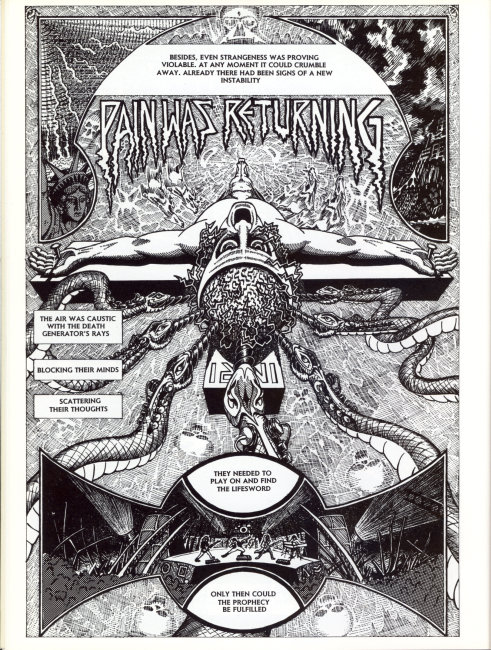 BESIDES, EVEN STRANGENESS WAS PROVING
VIOLABLE. AT ANY MOMENT IT COULD CRUMBLE
AWAY. ALREADY THERE HAD BEEN SIGNS OF A NEW
INSTABILITY
PAIN WAS RETURNING
THE AIR WAS CAUSTIC
WITH THE DEATH
GENERATOR'S RAYS
BLOCKING THEIR MINDS
SCATTERING
THEIR THOUGHTS
INRI
THEY NEEDED TO
PLAY ON AND FIND
THE LIFESWORD
ONLY THEN COULD
THE PROPHECY
BE FULFILLED